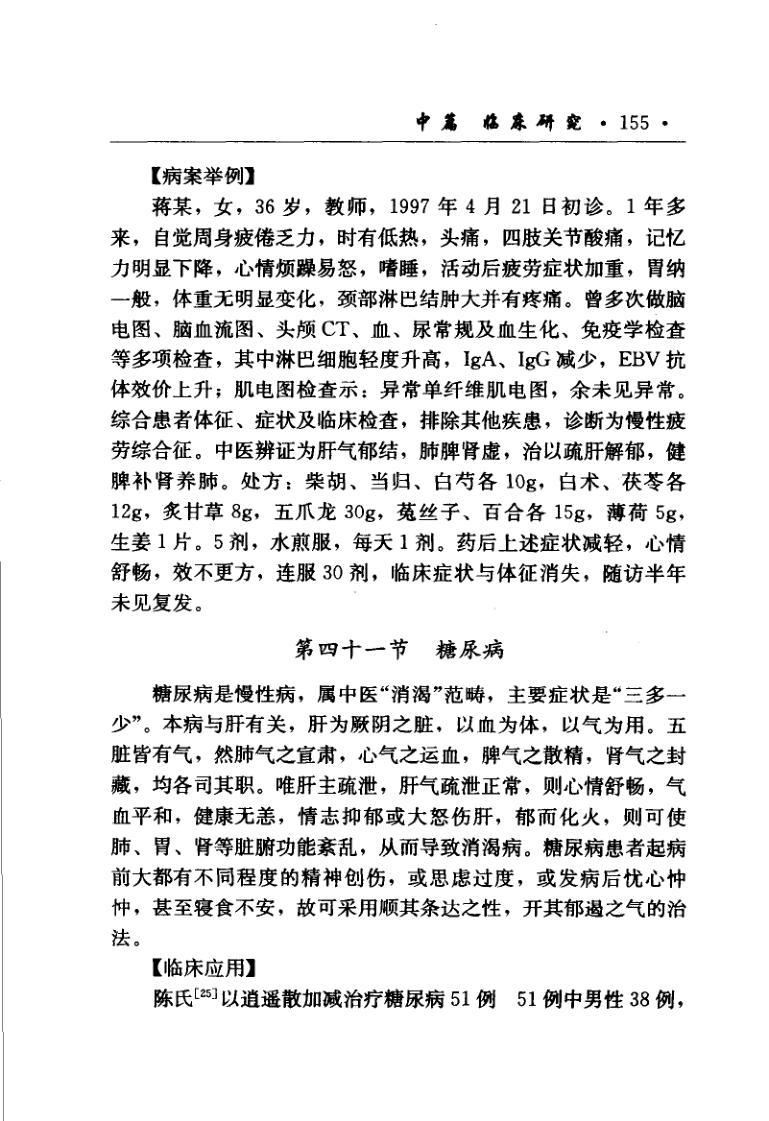 中篇 临床研究 · 155 ·
【病案举例】
蒋某，女，36 岁，教师，1997 年 4 月 21 日初诊。1 年多
来，自觉周身疲倦乏力，时有低热，头痛，四肢关节酸痛，记忆
力明显下降，心情烦躁易怒，嗜睡，活动后疲劳症状加重，胃纳
一般，体重无明显变化，颈部淋巴结肿大并有疼痛。曾多次做脑
电图、脑血流图、头颅 CT、血、尿常规及血生化、免疫学检查
等多项检查，其中淋巴细胞轻度升高，IgA、IgG 减少，EBV 抗
体效价上升；肌电图检查示：异常单纤维肌电图，余未见异常。
综合患者体征、症状及临床检查，排除其他疾患，诊断为慢性疲
劳综合征。中医辨证为肝气郁结，肺脾肾虚，治以疏肝解郁，健
脾补肾养肺。处方：柴胡、当归、白芍各 10g，白术、茯苓各
12g，炙甘草 8g，五爪龙 30g，菟丝子、百合各 15g，薄荷 5g，
生姜 1 片。5 剂，水煎服，每天 1 剂。药后上述症状减轻，心情
舒畅，效不更方，连服 30 剂，临床症状与体征消失，随访半年
未见复发。
第四十一节 糖尿病
糖尿病是慢性病，属中医“消渴”范畴，主要症状是“三多一
少”。本病与肝有关，肝为厥阴之脏，以血为体，以气为用。五
脏皆有气，然肺气之宣肃，心气之运血，脾气之散精，肾气之封
藏，均各司其职。唯肝主疏泄，肝气疏泄正常，则心情舒畅，气
血平和，健康无恙，情志抑郁或大怒伤肝，郁而化火，则可使
肺、胃、肾等脏腑功能紊乱，从而导致消渴病。糖尿病患者起病
前大都有不同程度的精神创伤，或思虑过度，或发病后忧心忡
忡，甚至寝食不安，故可采用顺其条达之性，开其郁遏之气的治
法。
【临床应用】
陈氏[25]以逍遥散加减治疗糖尿病 51 例 51 例中男性 38 例，